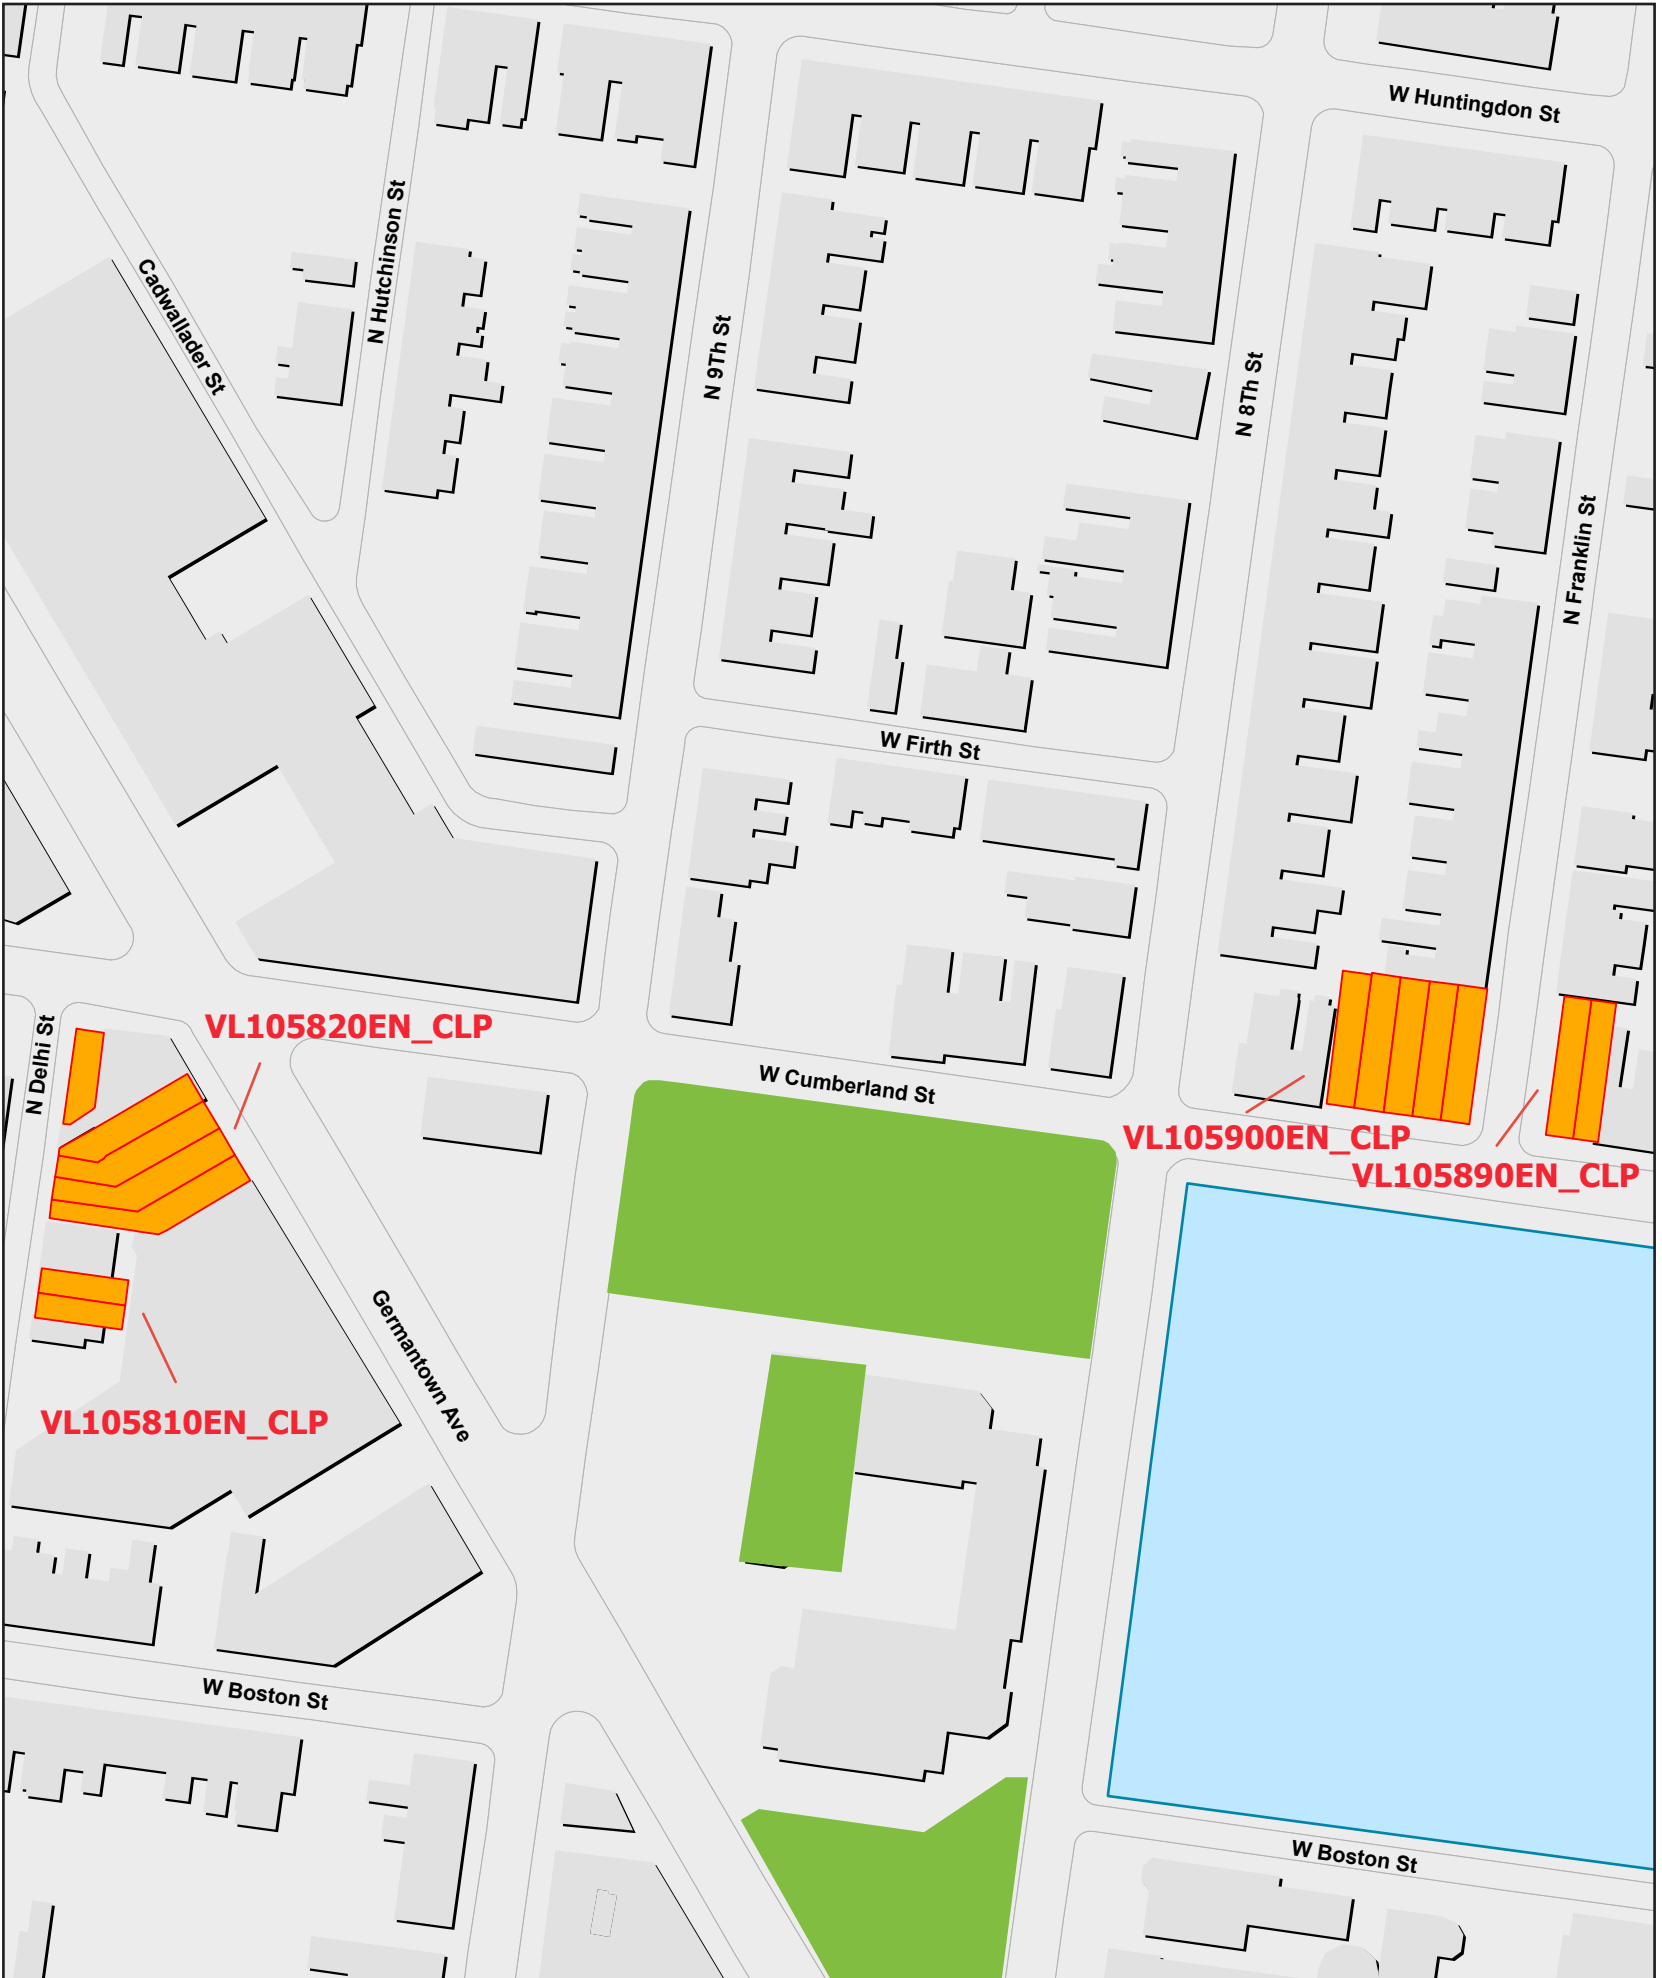 W Huntingdon St
N Hutchinson St
Cadwallader St
N 9Th St
N 8Th St
N Franklin St
W Firth St
VL105820EN_CLP
N Delhi St
W Cumberland St
VL105900EN_CLP
VL105890EN_CLP
Germantown Ave
VL105810EN_CLP
W Boston St
W Boston St